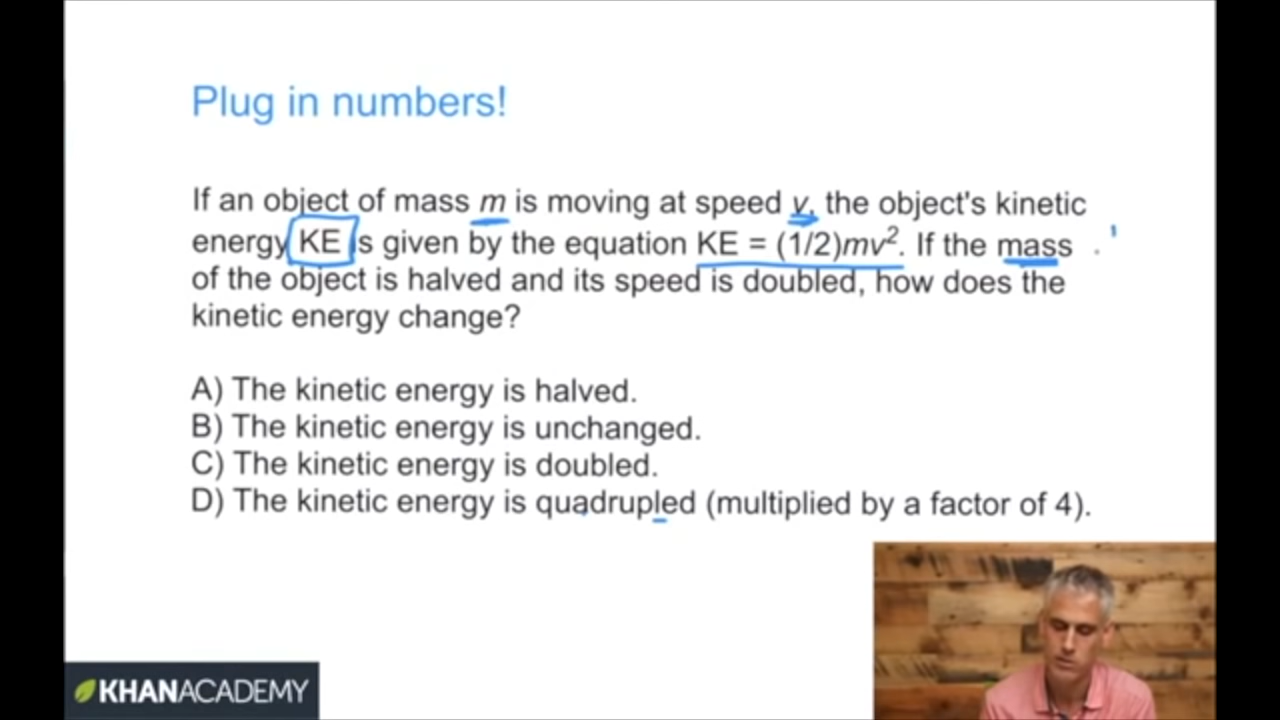 Plug in numbers!
If an object of mass m is moving at speed v, the object's kinetic
energy KE is given by the equation KE = (1/2)mv². If the mass
of the object is halved and its speed is doubled, how does the
kinetic energy change?
A) The kinetic energy is halved.
B) The kinetic energy is unchanged.
C) The kinetic energy is doubled.
D) The kinetic energy is quadrupled (multiplied by a factor of 4).
KHANACADEMY